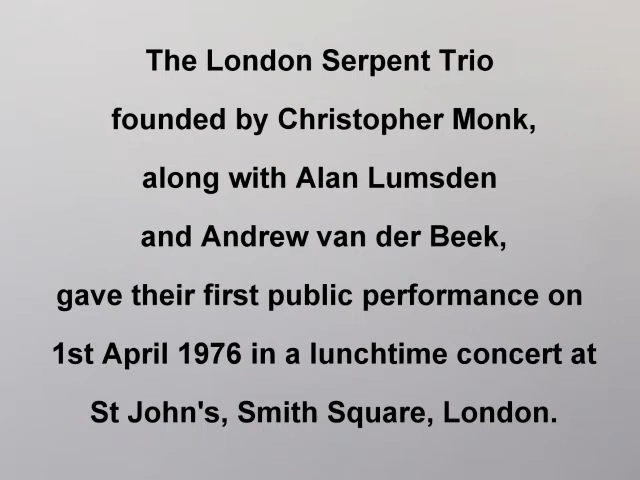 The London Serpent Trio
founded by Christopher Monk,
along with Alan Lumsden
and Andrew van der Beek,
gave their first public performance on
1st April 1976 in a lunchtime concert at
St John's, Smith Square, London.